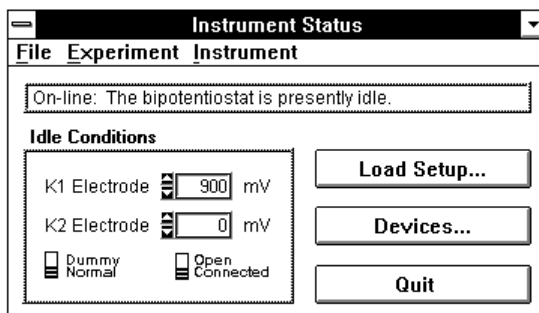 Instrument Status
File Experiment Instrument
On-line: The bipotentiostat is presently idle.
Idle Conditions
K1 Electrode 900 mV
K2 Electrode 0 mV
Dummy
Normal
Open
Connected
Load Setup...
Devices...
Quit